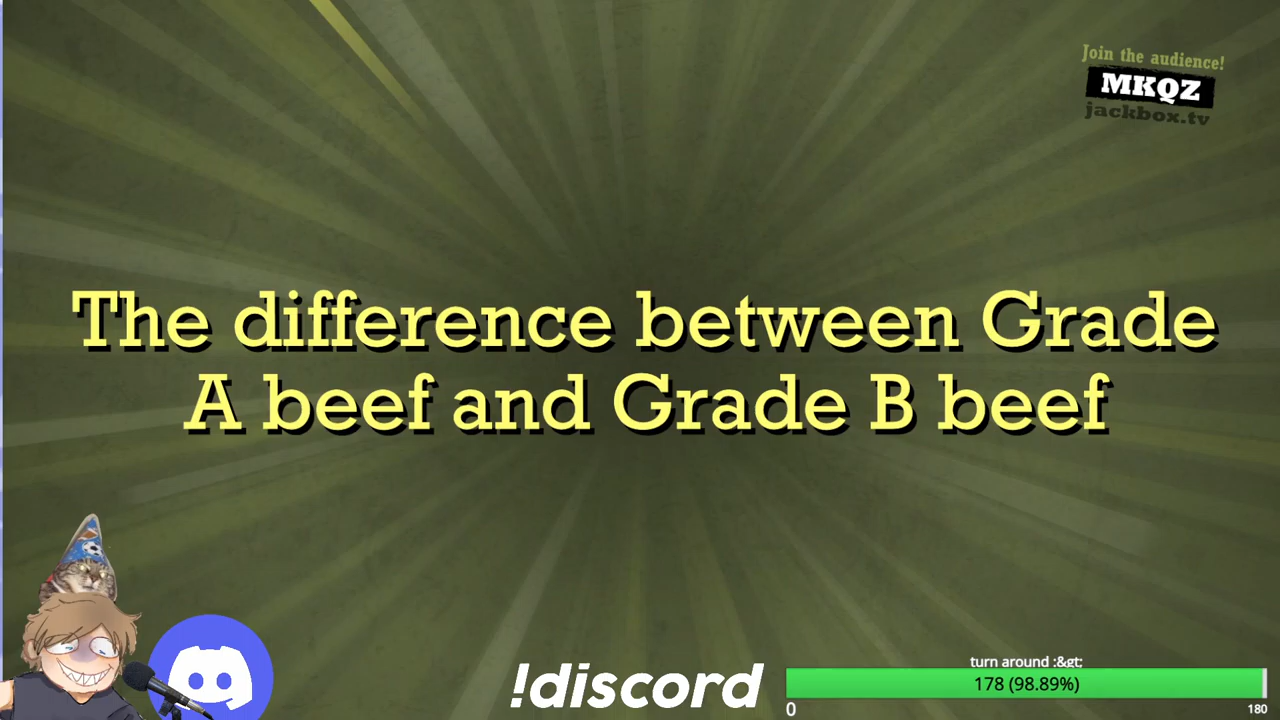 Join the audience!
MKQZ
jackbox.tv
The difference between Grade
A beef and Grade B beef
!discord
turn around :&gt;
178 (98.89%)
0
180